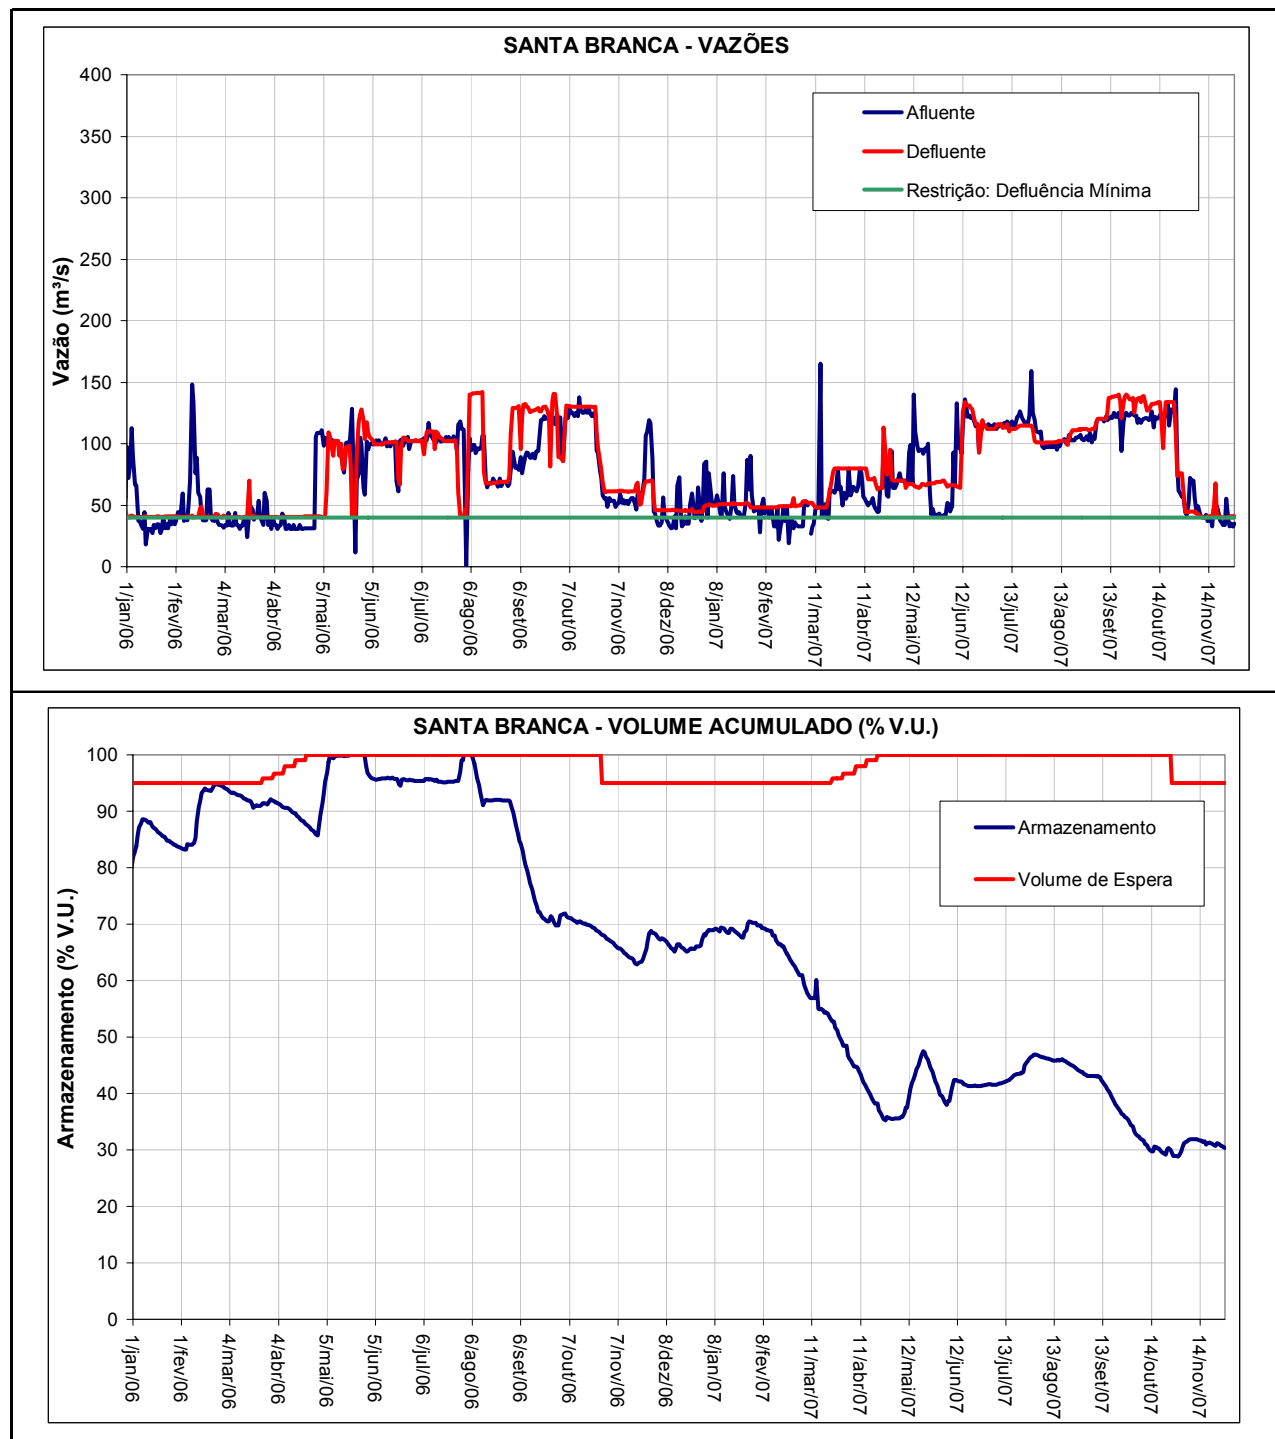 SANTA BRANCA - VAZÕES
Vazão (m³/s)
400
350
300
250
200
150
100
50
0
Afluente
Defluente
Restrição: Defluência Mínima
1/jan/06
1/fev/06
4/mar/06
4/abr/06
5/mai/06
5/jun/06
6/jul/06
6/ago/06
6/set/06
7/out/06
7/nov/06
8/dez/06
8/jan/07
8/fev/07
11/mar/07
11/abr/07
12/mai/07
12/jun/07
13/jul/07
13/ago/07
13/set/07
14/out/07
14/nov/07
SANTA BRANCA - VOLUME ACUMULADO (% V.U.)
Armazenamento (% V.U.)
100
90
80
70
60
50
40
30
20
10
0
Armazenamento
Volume de Espera
1/jan/06
1/fev/06
4/mar/06
4/abr/06
5/mai/06
5/jun/06
6/jul/06
6/ago/06
6/set/06
7/out/06
7/nov/06
8/dez/06
8/jan/07
8/fev/07
11/mar/07
11/abr/07
12/mai/07
12/jun/07
13/jul/07
13/ago/07
13/set/07
14/out/07
14/nov/07